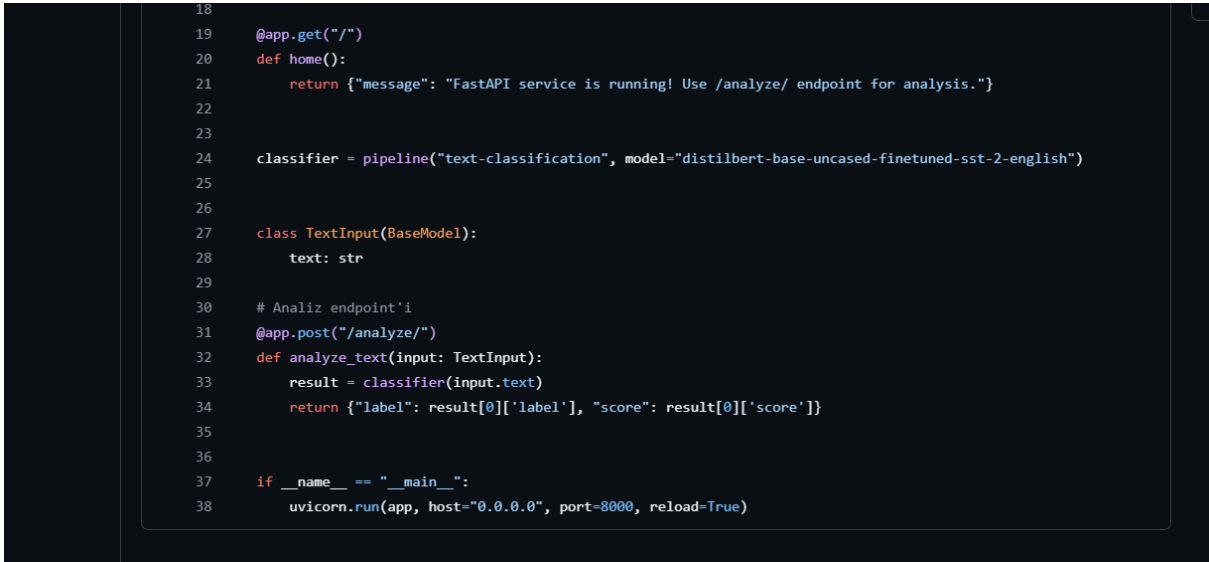 18
19 @app.get("/")
20 def home():
21     return {"message": "FastAPI service is running! Use /analyze/ endpoint for analysis."}
22
23
24 classifier = pipeline("text-classification", model="distilbert-base-uncased-finetuned-sst-2-english")
25
26
27 class TextInput(BaseModel):
28     text: str
29
30 # Analiz endpoint'i
31 @app.post("/analyze/")
32 def analyze_text(input: TextInput):
33     result = classifier(input.text)
34     return {"label": result[0]['label'], "score": result[0]['score']}
35
36
37 if __name__ == "__main__":
38     uvicorn.run(app, host="0.0.0.0", port=8000, reload=True)